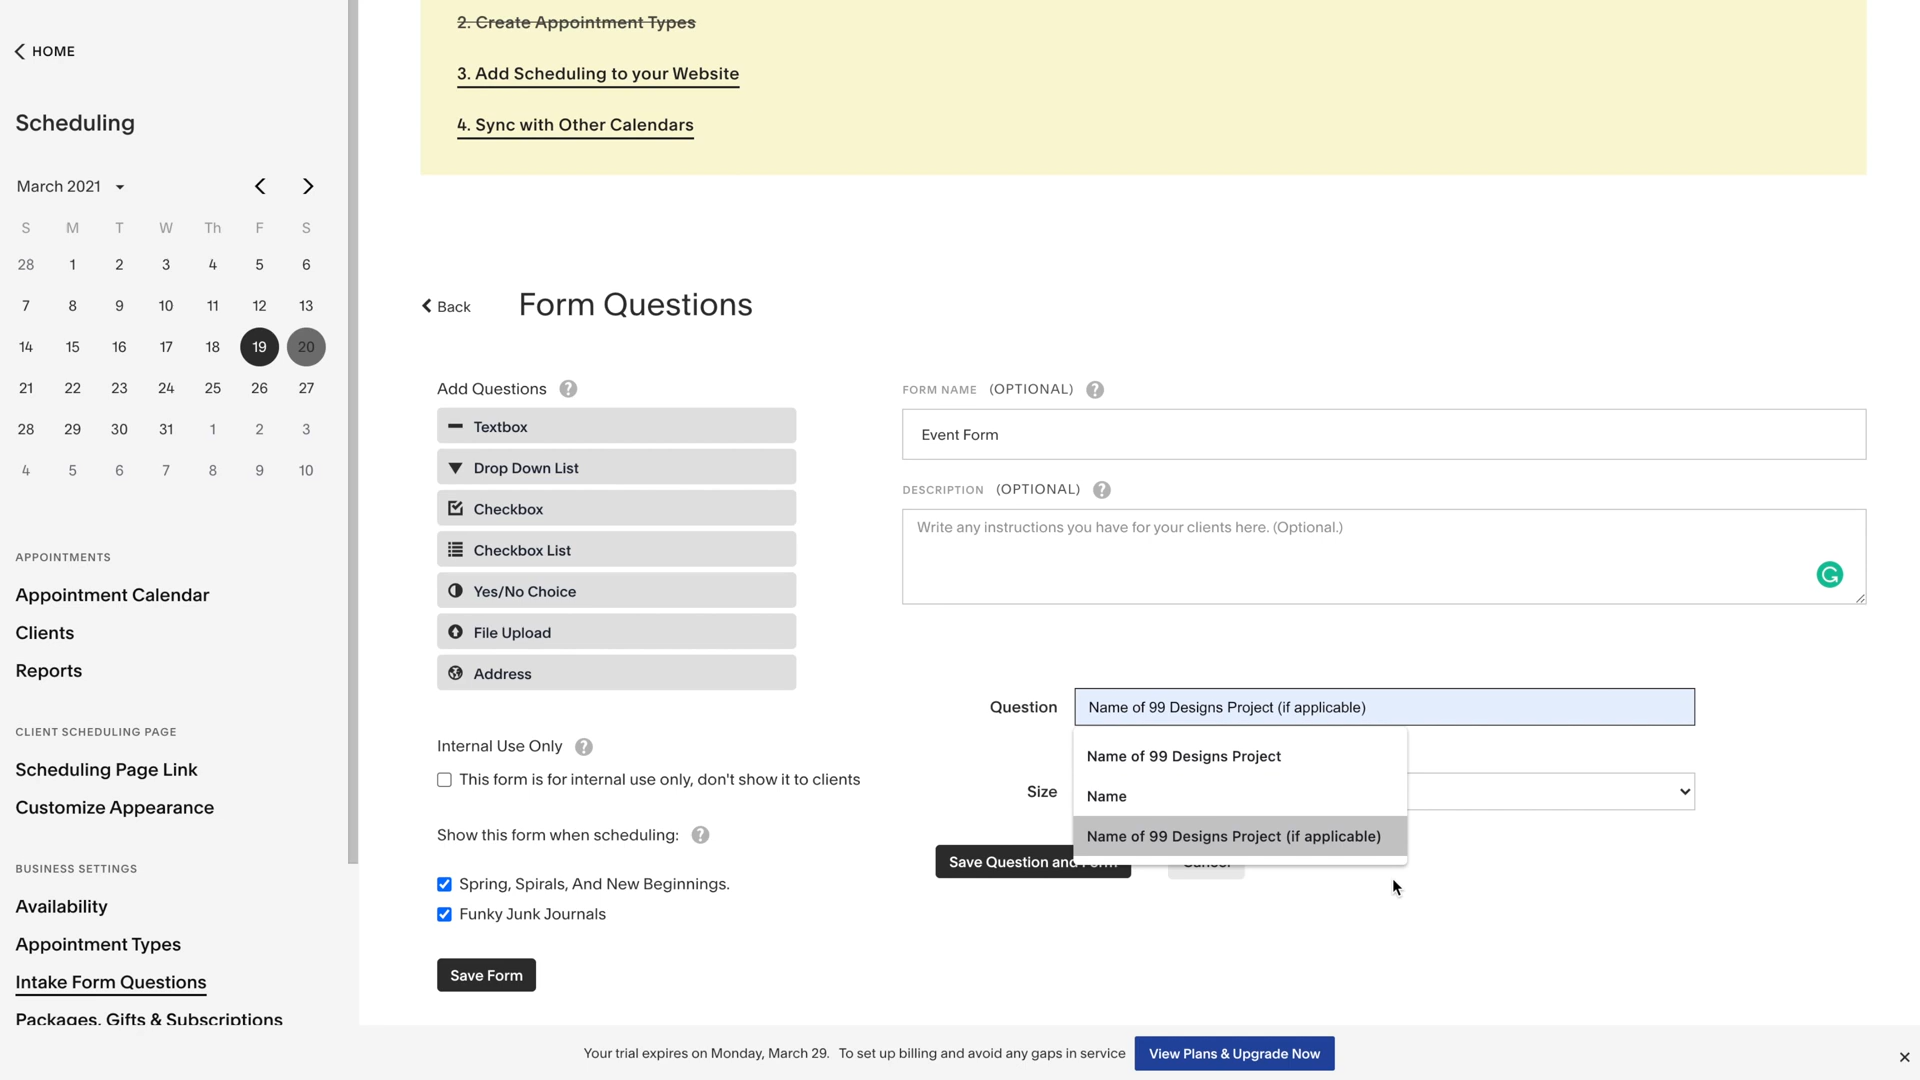 HOME
Scheduling
March 2021
S M T W Th F S
28 1 2 3 4 5 6
7 8 9 10 11 12 13
14 15 16 17 18 19 20
21 22 23 24 25 26 27
28 29 30 31 1 2 3
4 5 6 7 8 9 10
APPOINTMENTS
Appointment Calendar
Clients
Reports
CLIENT SCHEDULING PAGE
Scheduling Page Link
Customize Appearance
BUSINESS SETTINGS
Availability
Appointment Types
Intake Form Questions
Packages, Gifts & Subscriptions
2. Create Appointment Types
3. Add Scheduling to your Website
4. Sync with Other Calendars
Back
Form Questions
Add Questions ?
Textbox
Drop Down List
Checkbox
Checkbox List
Yes/No Choice
File Upload
Address
Internal Use Only ?
This form is for internal use only, don't show it to clients
Show this form when scheduling: ?
Spring, Spirals, And New Beginnings.
Funky Junk Journals
Save Form
FORM NAME (OPTIONAL) ?
Event Form
DESCRIPTION (OPTIONAL) ?
Write any instructions you have for your clients here. (Optional.)
Question Name of 99 Designs Project (if applicable)
Name of 99 Designs Project
Size
Name
Name of 99 Designs Project (if applicable)
Save Question and Form
Cancel
Your trial expires on Monday, March 29. To set up billing and avoid any gaps in service
View Plans & Upgrade Now